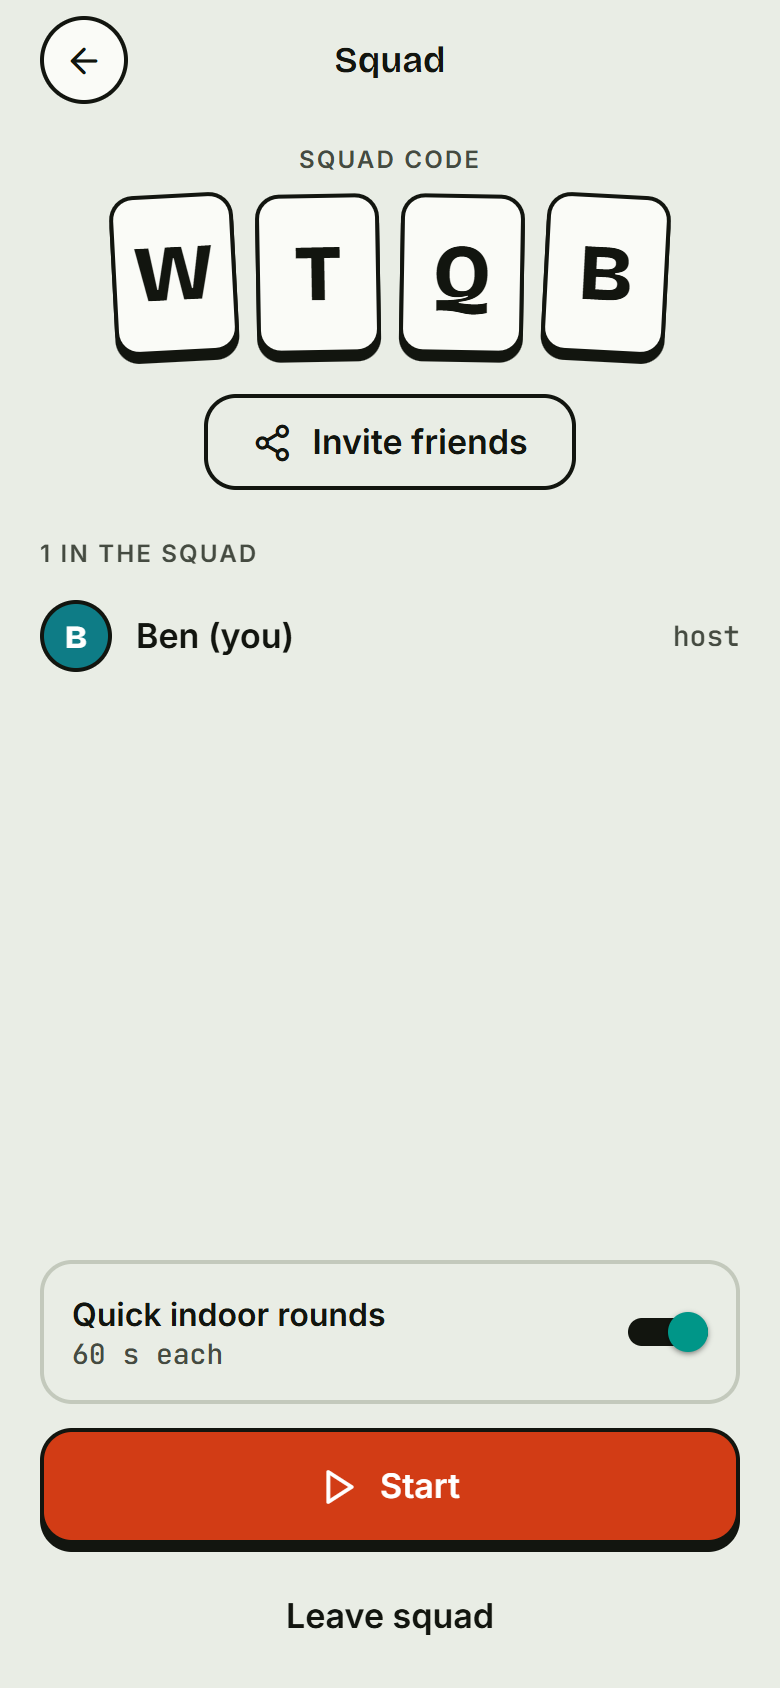 Squad
SQUAD CODE
W T Q B
Invite friends
1 IN THE SQUAD
B Ben (you) host
Quick indoor rounds
60 s each
Start
Leave squad